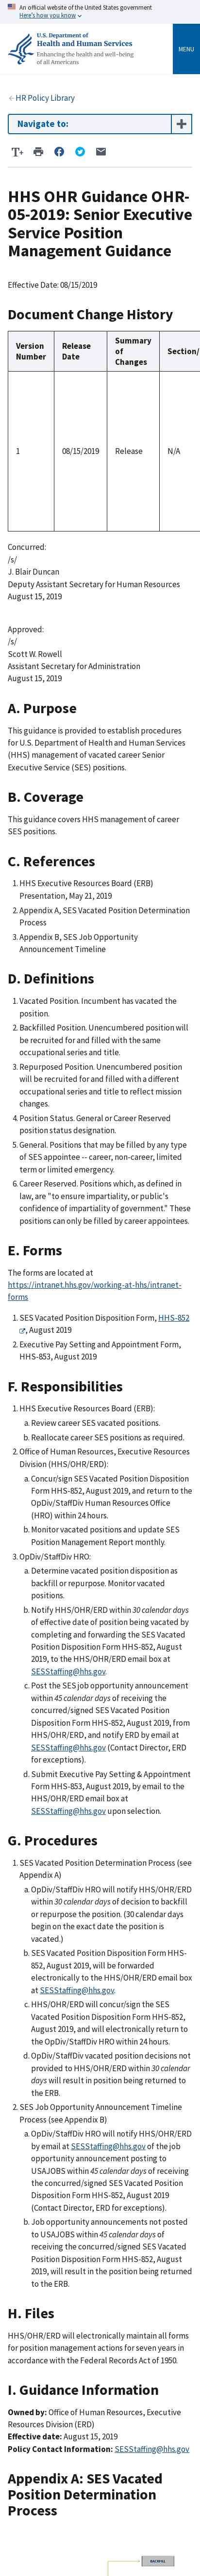 An official website of the United States government
Here's how you know
U.S. Department of
Health and Human Services
Enhancing the health and well-being
of all Americans
MENU
HR Policy Library
Navigate to:
HHS OHR Guidance OHR-
05-2019: Senior Executive
Service Position
Management Guidance
Effective Date: 08/15/2019
Document Change History
Version Number Release Date Summary of Changes Section/
1 08/15/2019 Release N/A
Concurred:
/s/
J. Blair Duncan
Deputy Assistant Secretary for Human Resources
August 15, 2019
Approved:
/s/
Scott W. Rowell
Assistant Secretary for Administration
August 15, 2019
A. Purpose
This guidance is provided to establish procedures
for U.S. Department of Health and Human Services
(HHS) management of vacated career Senior
Executive Service (SES) positions.
B. Coverage
This guidance covers HHS management of career
SES positions.
C. References
1. HHS Executive Resources Board (ERB)
Presentation, May 21, 2019
2. Appendix A, SES Vacated Position Determination
Process
3. Appendix B, SES Job Opportunity
Announcement Timeline
D. Definitions
1. Vacated Position. Incumbent has vacated the
position.
2. Backfilled Position. Unencumbered position will
be recruited for and filled with the same
occupational series and title.
3. Repurposed Position. Unencumbered position
will be recruited for and filled with a different
occupational series and title to reflect mission
changes.
4. Position Status. General or Career Reserved
position status designation.
5. General. Positions that may be filled by any type
of SES appointee -- career, non-career, limited
term or limited emergency.
6. Career Reserved. Positions which, as defined in
law, are "to ensure impartiality, or public's
confidence of impartiality of government." These
positions can only be filled by career appointees.
E. Forms
The forms are located at
https://intranet.hhs.gov/working-at-hhs/intranet-
forms
1. SES Vacated Position Disposition Form, HHS-852
, August 2019
2. Executive Pay Setting and Appointment Form,
HHS-853, August 2019
F. Responsibilities
1. HHS Executive Resources Board (ERB):
a. Review career SES vacated positions.
b. Reallocate career SES positions as required.
2. Office of Human Resources, Executive Resources
Division (HHS/OHR/ERD):
a. Concur/sign SES Vacated Position Disposition
Form HHS-852, August 2019, and return to the
OpDiv/StaffDiv Human Resources Office
(HRO) within 24 hours.
b. Monitor vacated positions and update SES
Position Management Report monthly.
3. OpDiv/StaffDiv HRO:
a. Determine vacated position disposition of
backfill or repurpose. Monitor vacated
positions.
b. Notify HHS/OHR/ERD within 30 calendar days
of effective date of position being vacated by
completing and forwarding the SES Vacated
Position Disposition Form HHS-852, August
2019, to the HHS/OHR/ERD email box at
SESStaffing@hhs.gov.
c. Post the SES job opportunity announcement
within 45 calendar days of receiving the
concurred/signed SES Vacated Position
Disposition Form HHS-852, August 2019, from
HHS/OHR/ERD, and notify ERD by email at
SESStaffing@hhs.gov (Contact Director, ERD
for exceptions).
d. Submit Executive Pay Setting & Appointment
Form HHS-853, August 2019, by email to the
HHS/OHR/ERD email box at
SESStaffing@hhs.gov upon selection.
G. Procedures
1. SES Vacated Position Determination Process (see
Appendix A)
a. OpDiv/StaffDiv HRO will notify HHS/OHR/ERD
within 30 calendar days of decision to backfill
or repurpose the position. (30 calendar days
begin on the exact date the position is
vacated.)
b. SES Vacated Position Disposition Form HHS-
852, August 2019, will be forwarded
electronically to the HHS/OHR/ERD email box
at SESStaffing@hhs.gov.
c. HHS/OHR/ERD will concur/sign the SES
Vacated Position Disposition Form HHS-852,
August 2019, and will electronically return to
the OpDiv/StaffDiv HRO within 24 hours.
d. OpDiv/StaffDiv vacated position decisions not
provided to HHS/OHR/ERD within 30 calendar
days will result in position being returned to
the ERB.
2. SES Job Opportunity Announcement Timeline
Process (see Appendix B)
a. OpDiv/StaffDiv HRO will notify HHS/OHR/ERD
by email at SESStaffing@hhs.gov of the job
opportunity announcement posting to
USAJOBS within 45 calendar days of receiving
the concurred/signed SES Vacated Position
Disposition Form HHS-852, August 2019
(Contact Director, ERD for exceptions).
b. Job opportunity announcements not posted
to USAJOBS within 45 calendar days of
receiving the concurred/signed SES Vacated
Position Disposition Form HHS-852, August
2019, will result in the position being returned
to the ERB.
H. Files
HHS/OHR/ERD will electronically maintain all forms
for position management actions for seven years in
accordance with the Federal Records Act of 1950.
I. Guidance Information
Owned by: Office of Human Resources, Executive
Resources Division (ERD)
Effective date: August 15, 2019
Policy Contact Information: SESStaffing@hhs.gov
Appendix A: SES Vacated
Position Determination
Process
BACKFILL